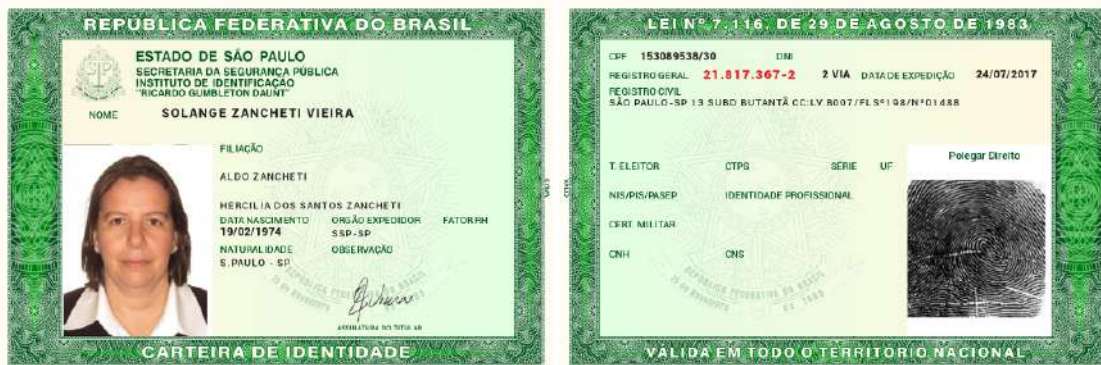 REPÚBLICA FEDERATIVA DO BRASIL
ESTADO DE SÃO PAULO
SECRETARIA DA SEGURANÇA PÚBLICA
INSTITUTO DE IDENTIFICAÇÃO
"RICARDO GUMBLETON DAUNT"
NOME SOLANGE ZANCHETI VIEIRA
FILIAÇÃO
ALDO ZANCHETI
HERCILIA DOS SANTOS ZANCHETI
DATA NASCIMENTO ORGÃO EXPEDIDOR FATOR RH
19/02/1974 SSP-SP
NATURALIDADE OBSERVAÇÃO
S.PAULO - SP
ASSINATURA DO TITULAR
CARTEIRA DE IDENTIDADE
LEI Nº 7.116, DE 29 DE AGOSTO DE 1983
CPF 153089538/30 DNI
REGISTRO GERAL 21.817.367-2 2 VIA DATA DE EXPEDIÇÃO 24/07/2017
REGISTRO CIVIL
SÃO PAULO-SP 13 SUBD BUTANTÃ CC:LV.B007/FLSº198/Nº01488
Polegar Direito
T. ELEITOR CTPS SÉRIE UF
NIS/PIS/PASEP IDENTIDADE PROFISSIONAL
CERT. MILITAR
CNH CNS
VÁLIDA EM TODO O TERRITÓRIO NACIONAL